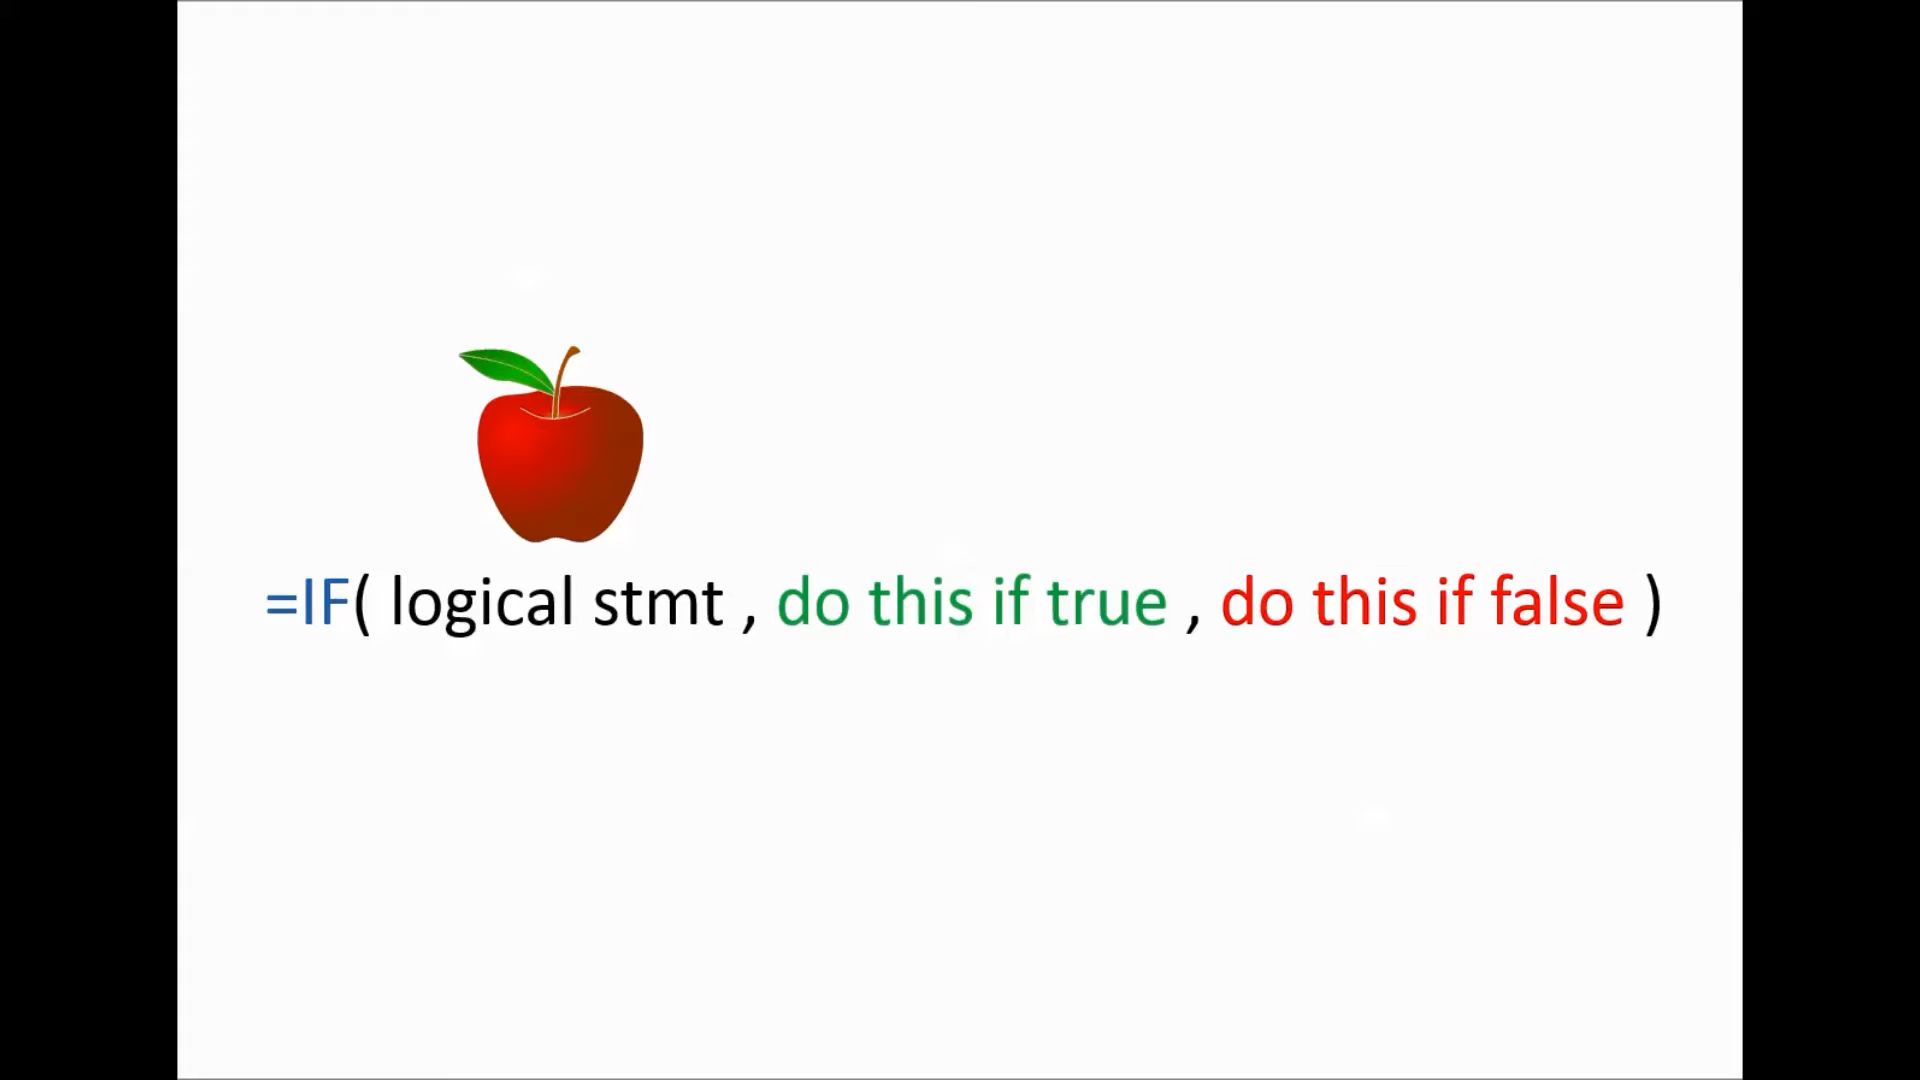 =IF( logical stmt , do this if true , do this if false )